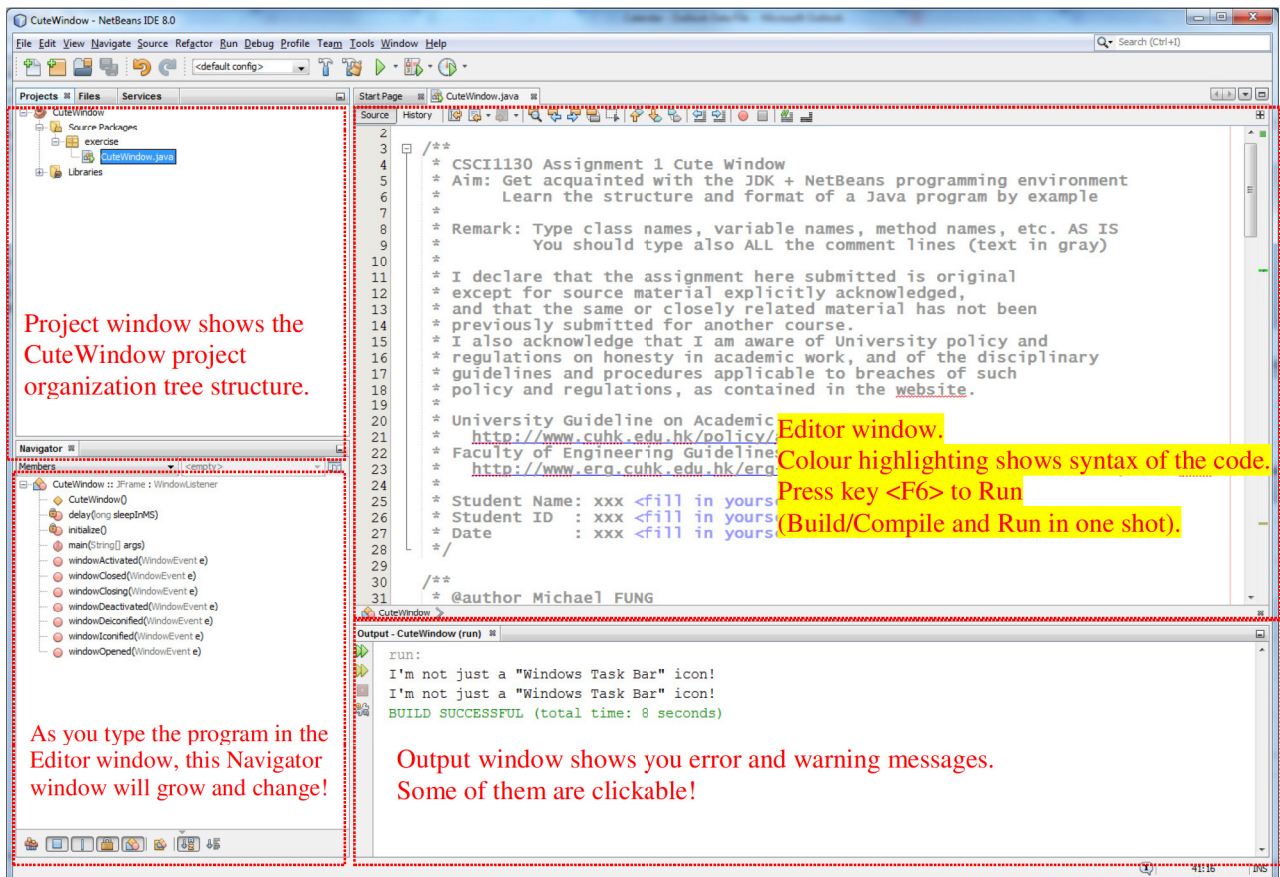 CuteWindow - NetBeans IDE 8.0
File Edit View Navigate Source Refactor Run Debug Profile Team Tools Window Help
Search (Ctrl+I)
<default config>
Projects Files Services
CuteWindow
Source Packages
exercise
CuteWindow.java
Libraries
Project window shows the
CuteWindow project
organization tree structure.
Navigator
Members <empty>
CuteWindow :: JFrame : WindowListener
CuteWindow()
delay(long sleepInMS)
initialize()
main(String[] args)
windowActivated(WindowEvent e)
windowClosed(WindowEvent e)
windowClosing(WindowEvent e)
windowDeactivated(WindowEvent e)
windowDeiconified(WindowEvent e)
windowIconified(WindowEvent e)
windowOpened(WindowEvent e)
As you type the program in the
Editor window, this Navigator
window will grow and change!
Start Page CuteWindow.java
Source History
2
3 /**
4 * CSCI1130 Assignment 1 Cute Window
5 * Aim: Get acquainted with the JDK + NetBeans programming environment
6 * Learn the structure and format of a Java program by example
7 *
8 * Remark: Type class names, variable names, method names, etc. AS IS
9 * You should type also ALL the comment lines (text in gray)
10 *
11 * I declare that the assignment here submitted is original
12 * except for source material explicitly acknowledged,
13 * and that the same or closely related material has not been
14 * previously submitted for another course.
15 * I also acknowledge that I am aware of University policy and
16 * regulations on honesty in academic work, and of the disciplinary
17 * guidelines and procedures applicable to breaches of such
18 * policy and regulations, as contained in the website.
19 *
20 * University Guideline on Academic
21 * http://www.cuhk.edu.hk/policy/
22 * Faculty of Engineering Guidelines
23 * http://www.erg.cuhk.edu.hk/erg
24 *
25 * Student Name: xxx <fill in yourse
26 * Student ID : xxx <fill in yourse
27 * Date : xxx <fill in yourse
28 */
29
30 /**
31 * @author Michael FUNG
Editor window.
Colour highlighting shows syntax of the code.
Press key <F6> to Run
(Build/Compile and Run in one shot).
CuteWindow
Output - CuteWindow (run)
run:
I'm not just a "Windows Task Bar" icon!
I'm not just a "Windows Task Bar" icon!
BUILD SUCCESSFUL (total time: 8 seconds)
Output window shows you error and warning messages.
Some of them are clickable!
41:16 INS